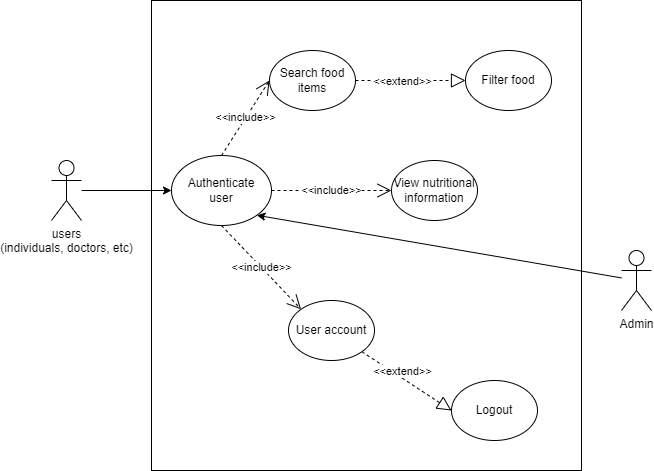 Search food
items
<<extend>>
Filter food
<<include>>
Authenticate
user
<<include>>
View nutritional
information
users
(individuals, doctors, etc)
<<include>>
Admin
User account
<<extend>>
Logout